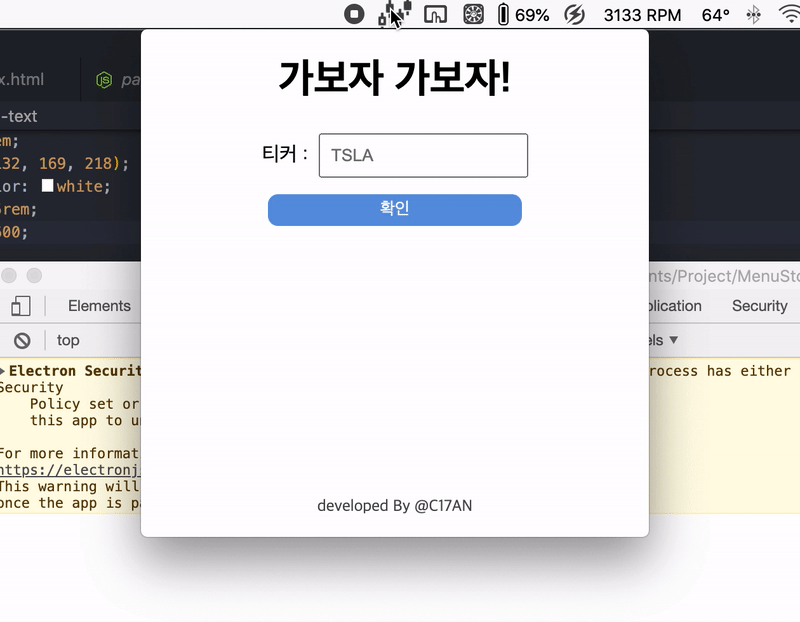 69% 3133 RPM 64°
x.html
pa
-text
em;
132, 169, 218);
lor: white;
rem;
600;
가보자 가보자!
티커 :
TSLA
확인
developed By @C17AN
nts/Project/MenuSto
Elements
plication
Security
top
els ▼
Electron Securit
rocess has either
Security
Policy set or
this app to u
For more informat
https://electronj
This warning will
once the app is pa